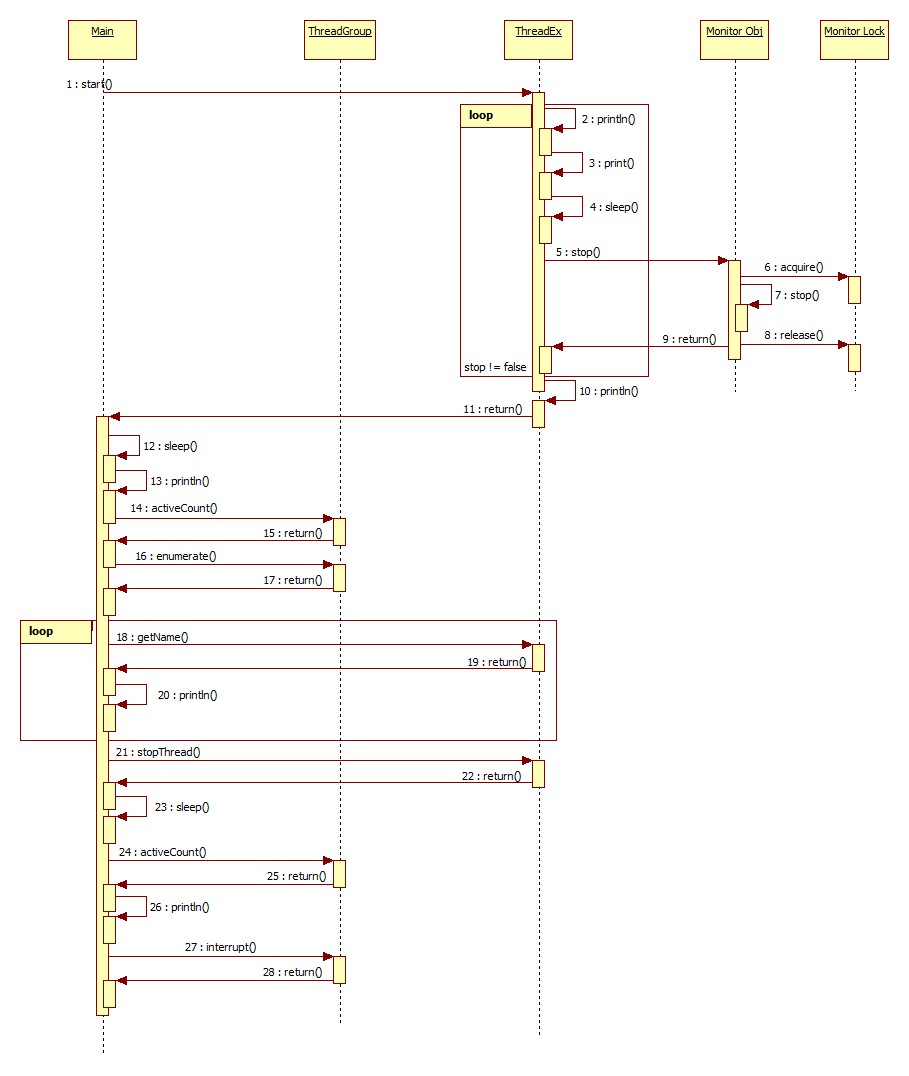 Main
ThreadGroup
ThreadEx
Monitor Obj
Monitor Lock
1 : start()
loop
2 : println()
3 : print()
4 : sleep()
5 : stop()
6 : acquire()
7 : stop()
8 : release()
9 : return()
stop != false
10 : println()
11 : return()
12 : sleep()
13 : println()
14 : activeCount()
15 : return()
16 : enumerate()
17 : return()
loop
18 : getName()
19 : return()
20 : println()
21 : stopThread()
22 : return()
23 : sleep()
24 : activeCount()
25 : return()
26 : println()
27 : interrupt()
28 : return()